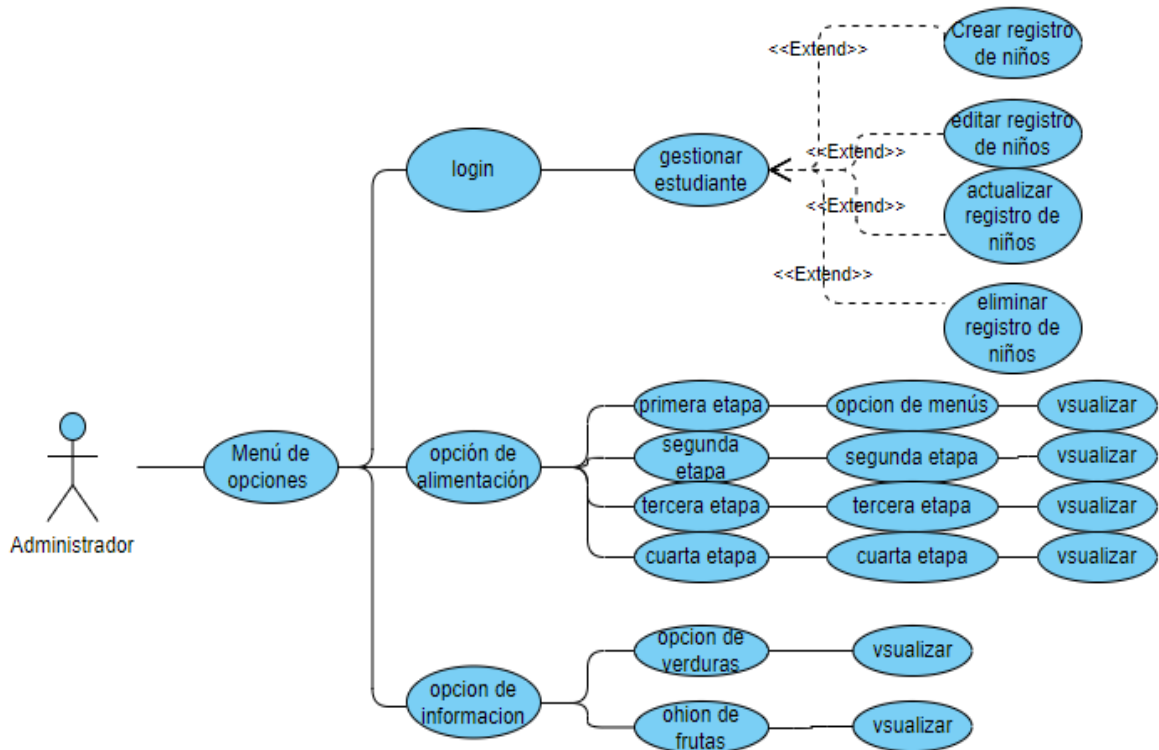 Crear registro
de niños
<<Extend>>
editar registro
de niños
<<Extend>>
login
gestionar
estudiante
actualizar
registro de
niños
<<Extend>>
<<Extend>>
eliminar
registro de
niños
primera etapa
opcion de menús
vsualizar
Menú de
opciones
opción de
alimentación
segunda
etapa
segunda etapa
vsualizar
tercera etapa
tercera etapa
vsualizar
Administrador
cuarta etapa
cuarta etapa
vsualizar
opcion de
verduras
vsualizar
opcion de
informacion
ohion de
frutas
vsualizar